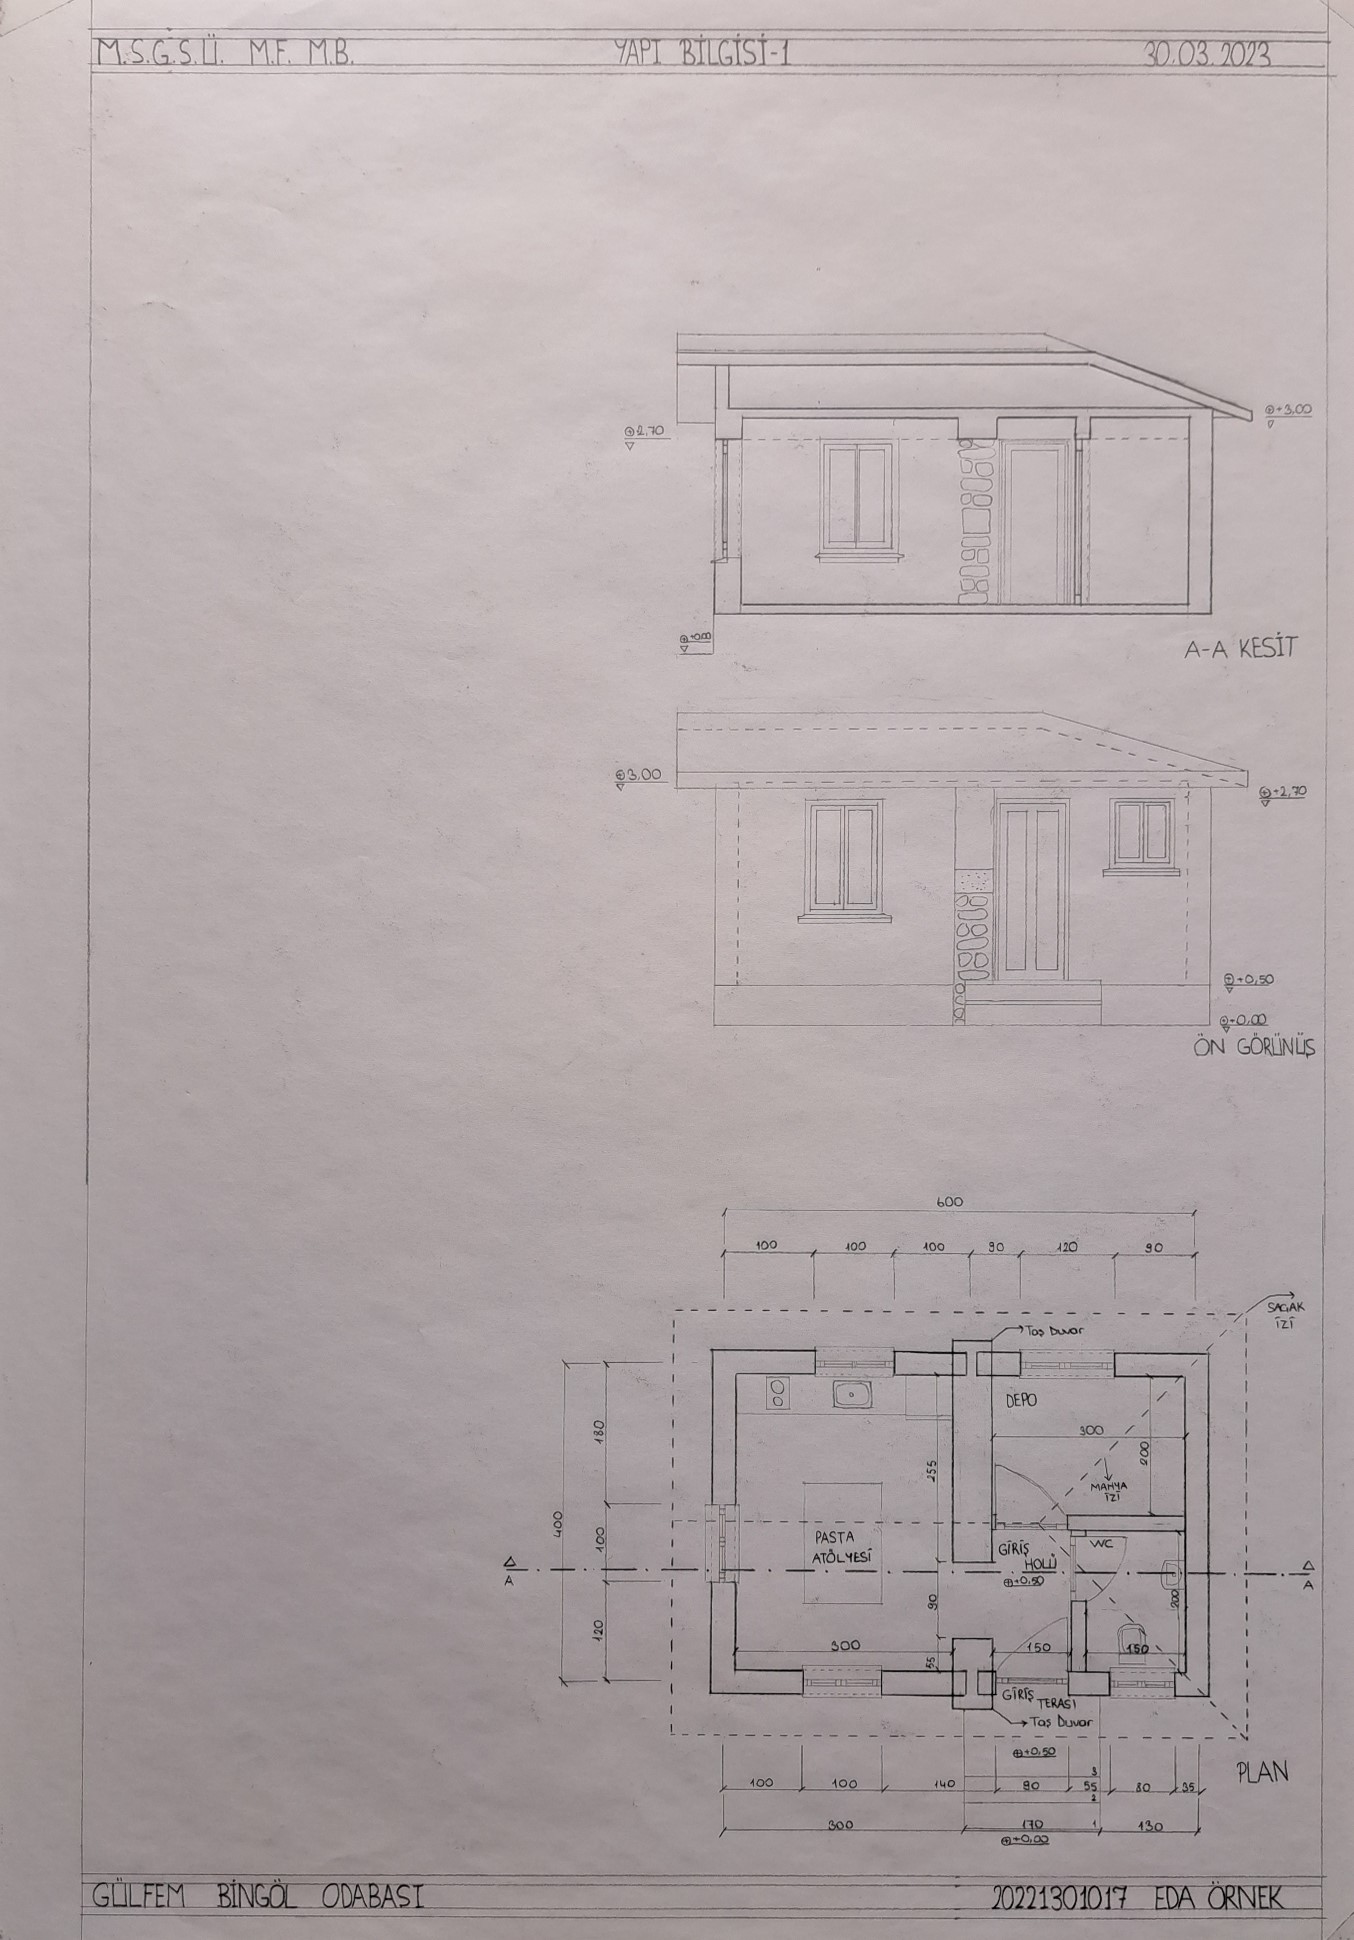 M.S.G.S.Ü. M.F. M.B.
YAPI BİLGİSİ-1
30.03.2023
+3,00
2,70
+0,00
A-A KESİT
3,00
+2,70
+0,50
+0,00
ÖN GÖRÜNÜŞ
600
100 100 100 90 120 90
SAÇAK
İZİ
Taş Duvar
DEPO
300
200
180
255
MAHYA
İZİ
400
100
PASTA
ATÖLYESİ
GİRİŞ
HOLÜ
+0,50
WC
A
A
200
90
120
300
55
150
150
GİRİŞ
TERASI
Taş Duvar
+0,50
PLAN
100 100 140 90 55 80 35
3
2
1
300 170 130
+0,00
GÜLFEM BİNGÖL ODABAŞI
20221301017 EDA ÖRNEK